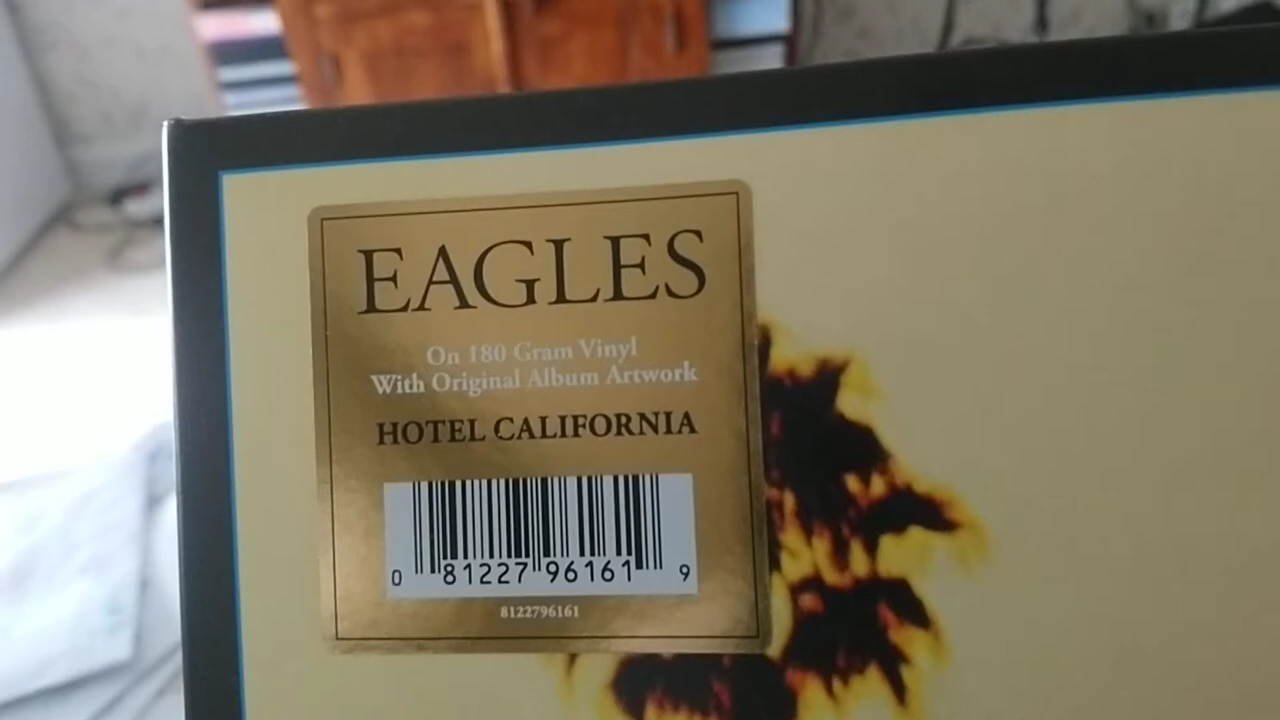 EAGLES
On 180 Gram Vinyl
With Original Album Artwork
HOTEL CALIFORNIA
0 81227 96161 9
8122796161